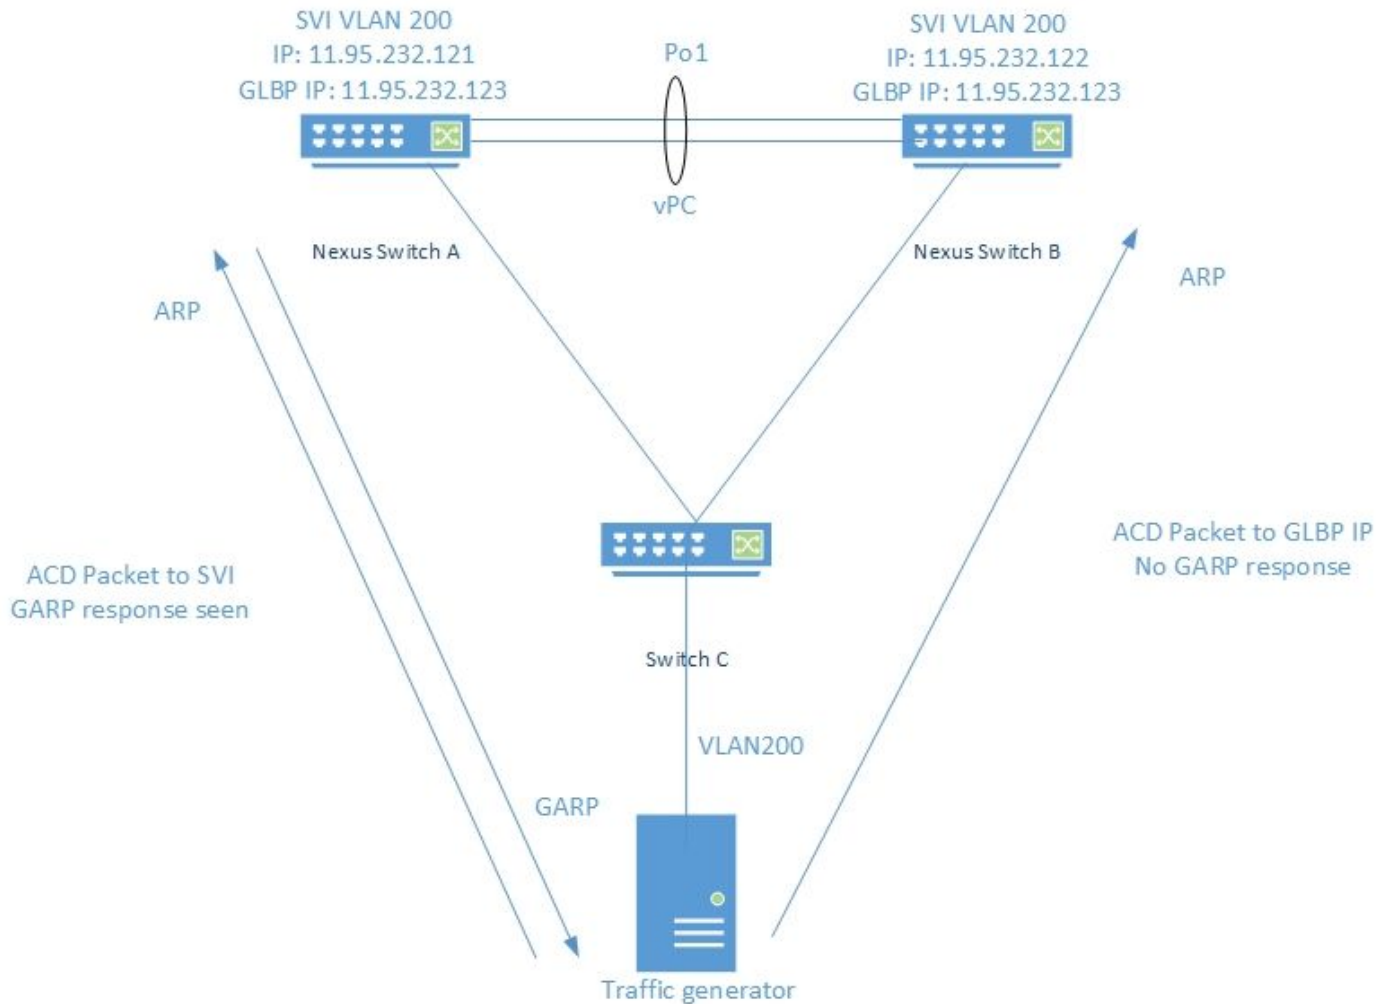 SVI VLAN 200
IP: 11.95.232.121
GLBP IP: 11.95.232.123
Po1
SVI VLAN 200
IP: 11.95.232.122
GLBP IP: 11.95.232.123
vPC
Nexus Switch A
Nexus Switch B
ARP
ARP
ACD Packet to SVI
GARP response seen
ACD Packet to GLBP IP
No GARP response
Switch C
VLAN200
GARP
Traffic generator